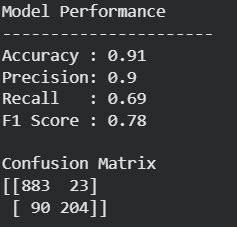 Model Performance
----------------------
Accuracy : 0.91
Precision: 0.9
Recall   : 0.69
F1 Score : 0.78

Confusion Matrix
[[883  23]
 [ 90 204]]